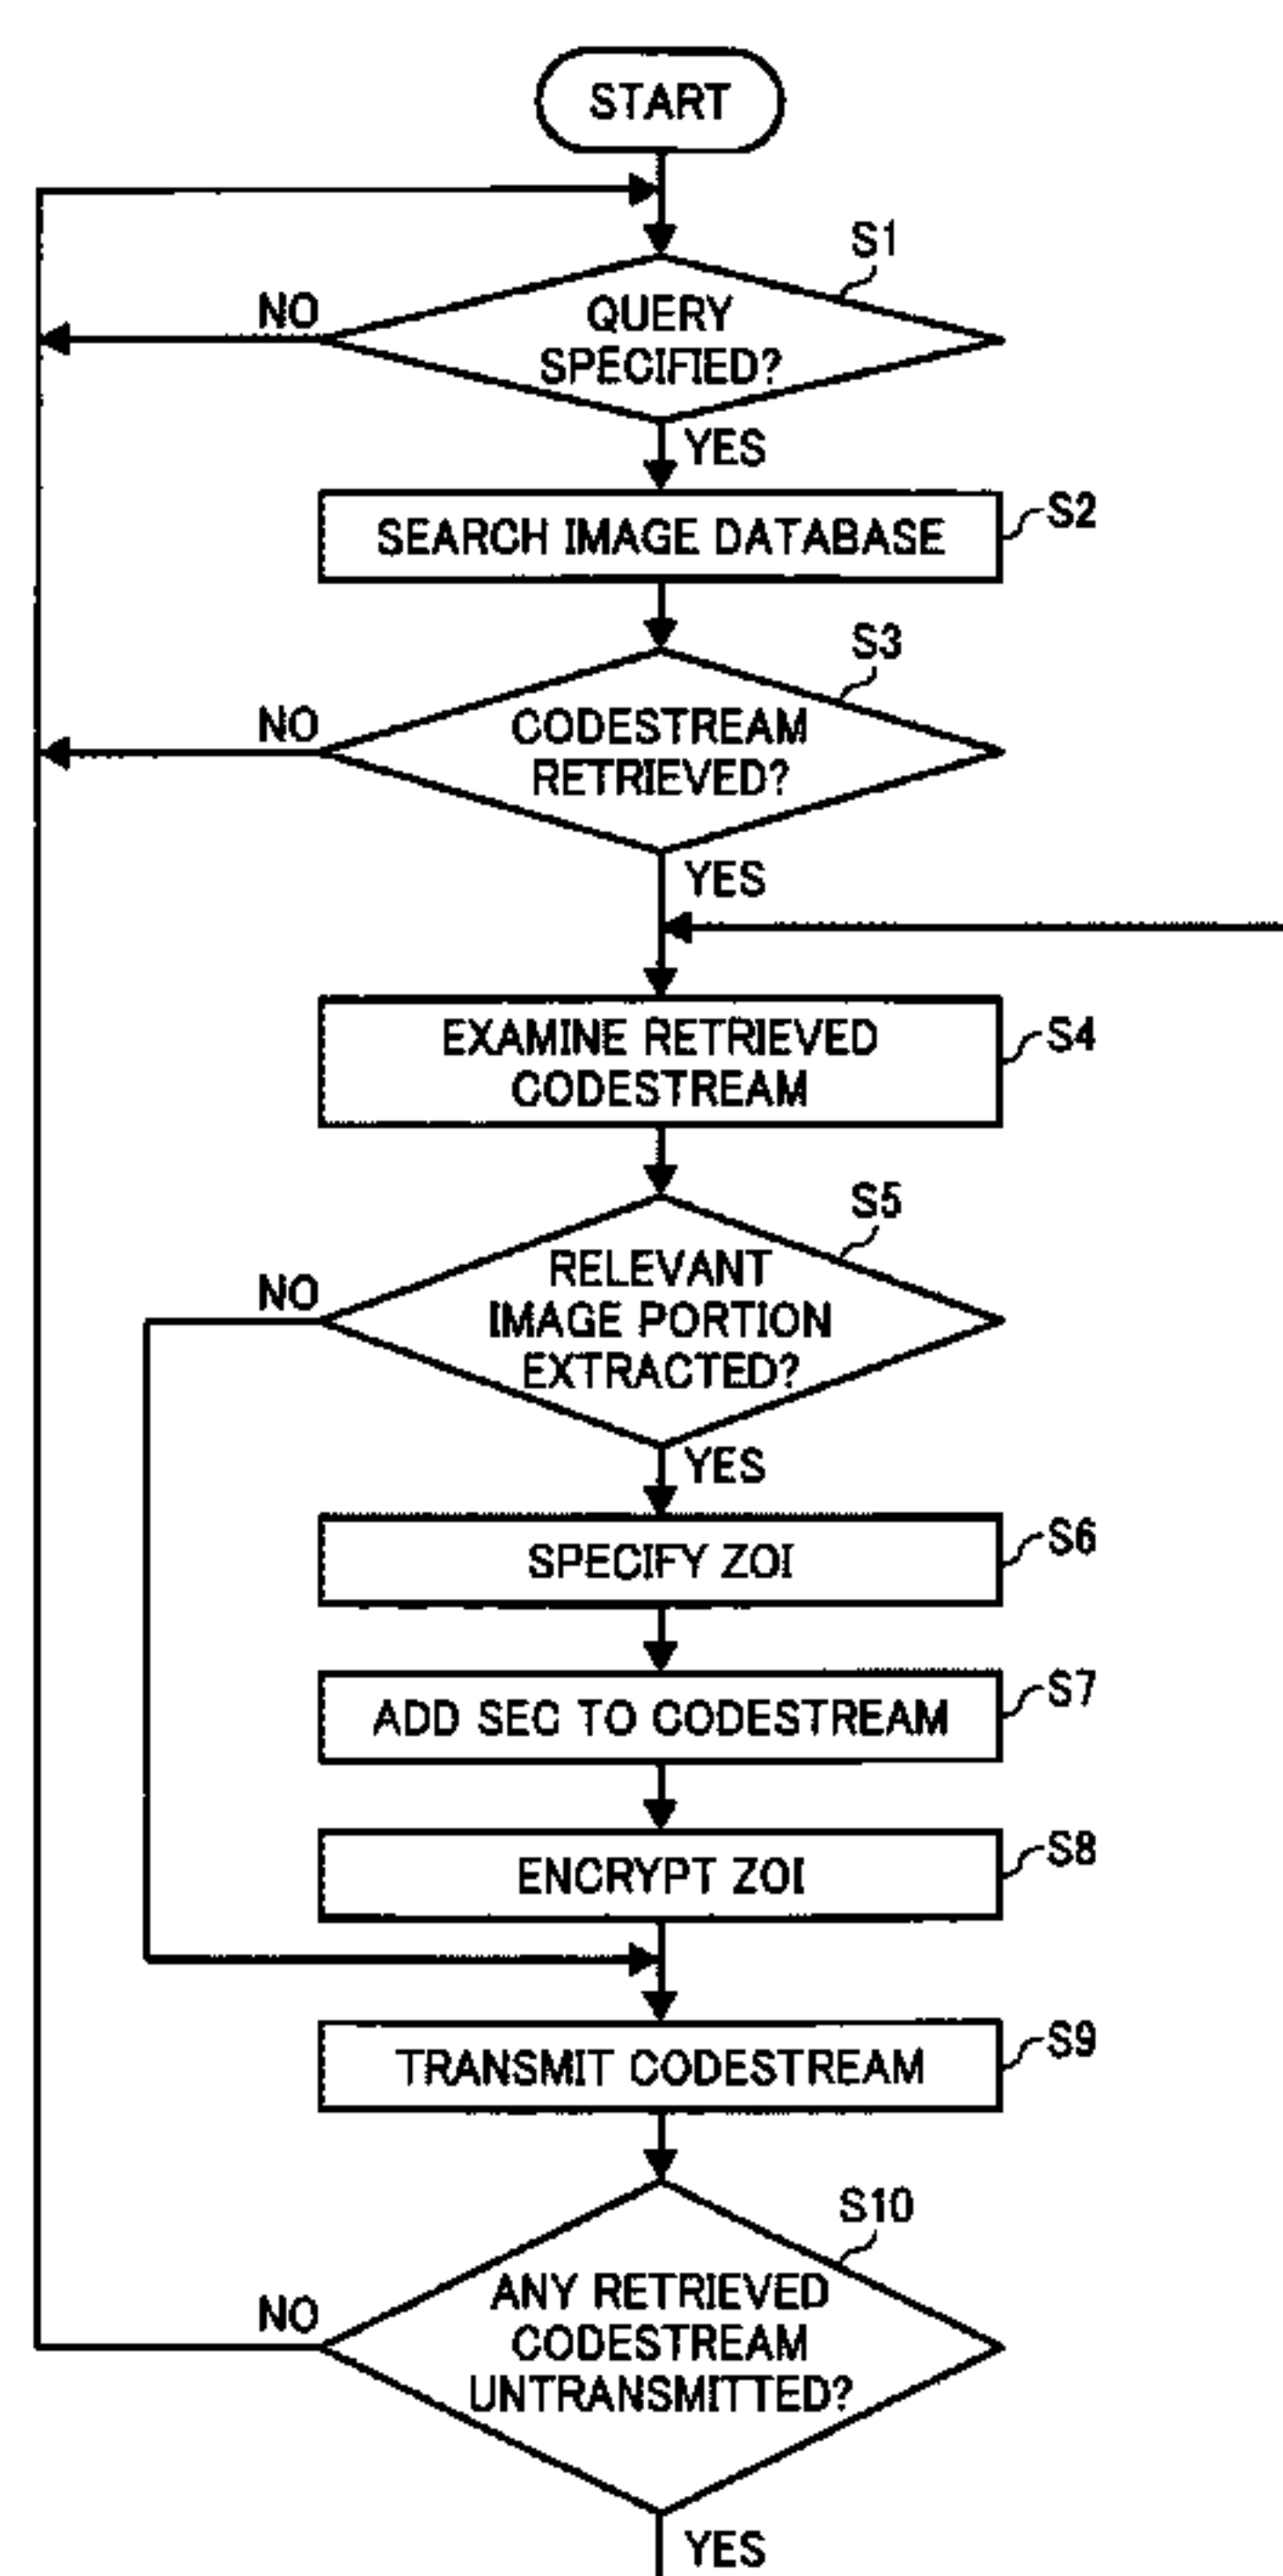 START
S1
NO
QUERY
SPECIFIED?
YES
SEARCH IMAGE DATABASE
S2
S3
NO
CODESTREAM
RETRIEVED?
YES
EXAMINE RETRIEVED
CODESTREAM
S4
S5
NO
RELEVANT
IMAGE PORTION
EXTRACTED?
YES
SPECIFY ZOI
S6
ADD SEC TO CODESTREAM
S7
ENCRYPT ZOI
S8
TRANSMIT CODESTREAM
S9
S10
NO
ANY RETRIEVED
CODESTREAM
UNTRANSMITTED?
YES